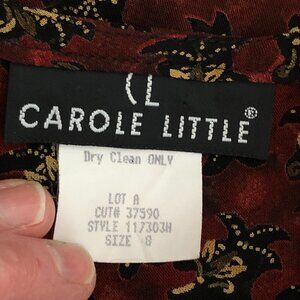 CL
CAROLE LITTLE®
Dry Clean ONLY
LOT A
CUT# 37590
STYLE 117303H
SIZE 8